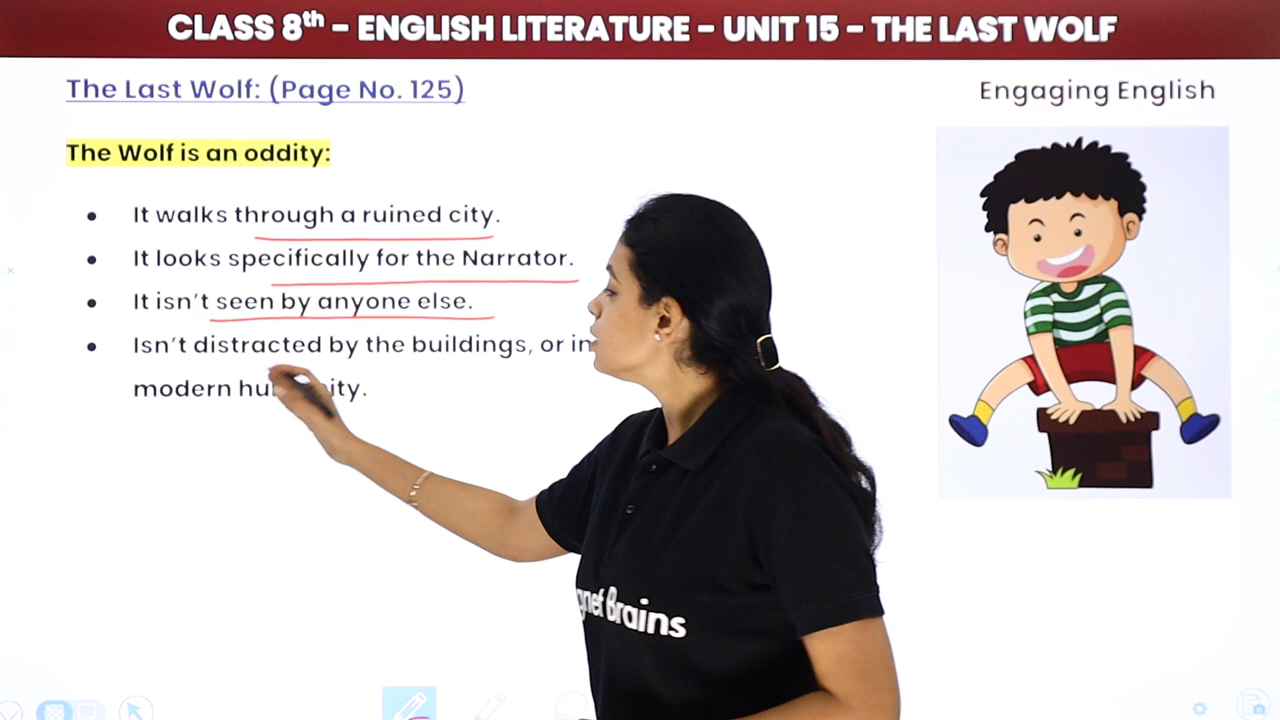 CLASS 8th – ENGLISH LITERATURE – UNIT 15 – THE LAST WOLF
The Last Wolf: (Page No. 125)
Engaging English
The Wolf is an oddity:
• It walks through a ruined city.
• It looks specifically for the Narrator.
• It isn't seen by anyone else.
• Isn't distracted by the buildings, or
modern
Brains